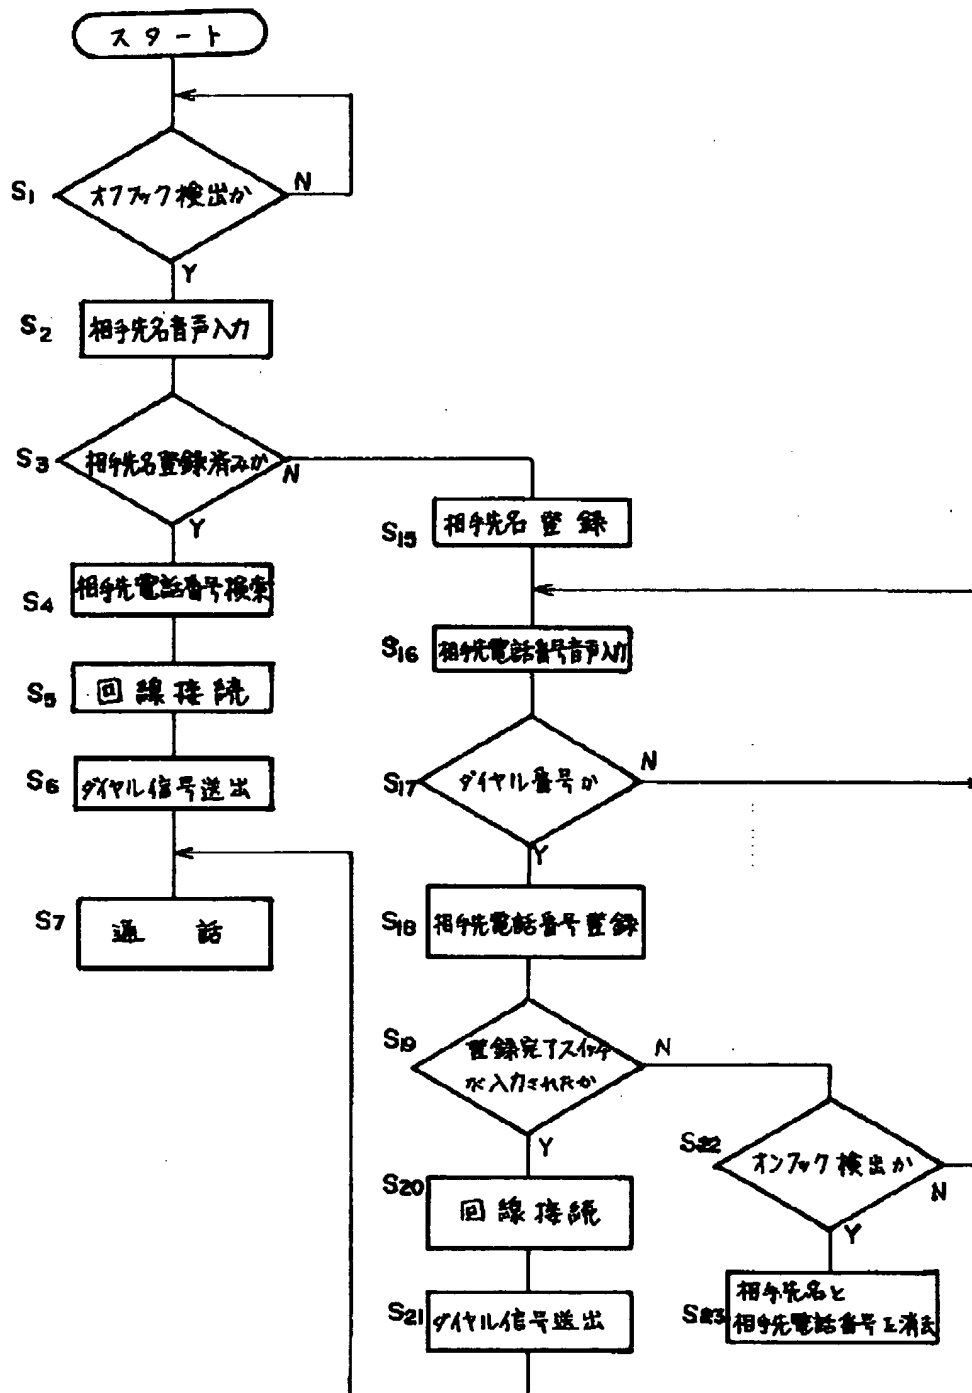 スタート
S1
オフフック検出か
N
Y
S2
相手先名音声入力
S3
相手先名登録済みか
N
Y
S4
相手先電話番号検索
S5
回線接続
S6
ダイヤル信号送出
S7
通話
S15
相手先名登録
S16
相手先電話番号音声入力
S17
ダイヤル番号か
N
Y
S18
相手先電話番号登録
S19
登録完了スイッチ
が入力されたか
N
Y
S20
回線接続
S21
ダイヤル信号送出
S22
オンフック検出か
N
Y
S23
相手先名と
相手先電話番号を消去